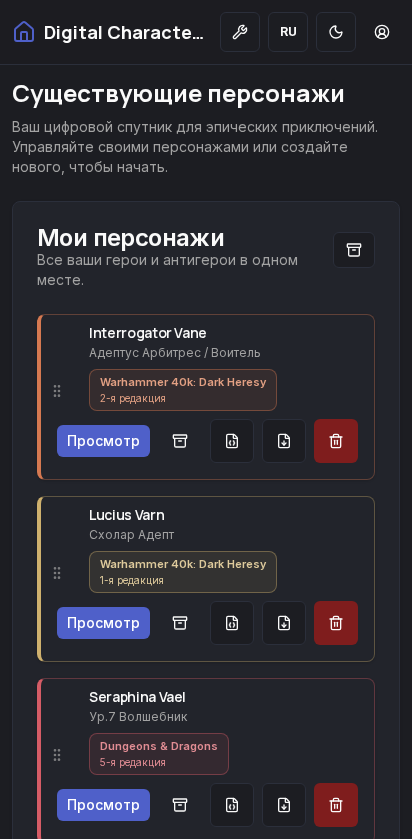 Digital Characte…
RU
Существующие персонажи
Ваш цифровой спутник для эпических приключений.
Управляйте своими персонажами или создайте
нового, чтобы начать.
Мои персонажи
Все ваши герои и антигерои в одном
месте.
Interrogator Vane
Адептус Арбитрес / Воитель
Warhammer 40k: Dark Heresy
2-я редакция
Просмотр
Lucius Varn
Схолар Адепт
Warhammer 40k: Dark Heresy
1-я редакция
Просмотр
Seraphina Vael
Ур.7 Волшебник
Dungeons & Dragons
5-я редакция
Просмотр